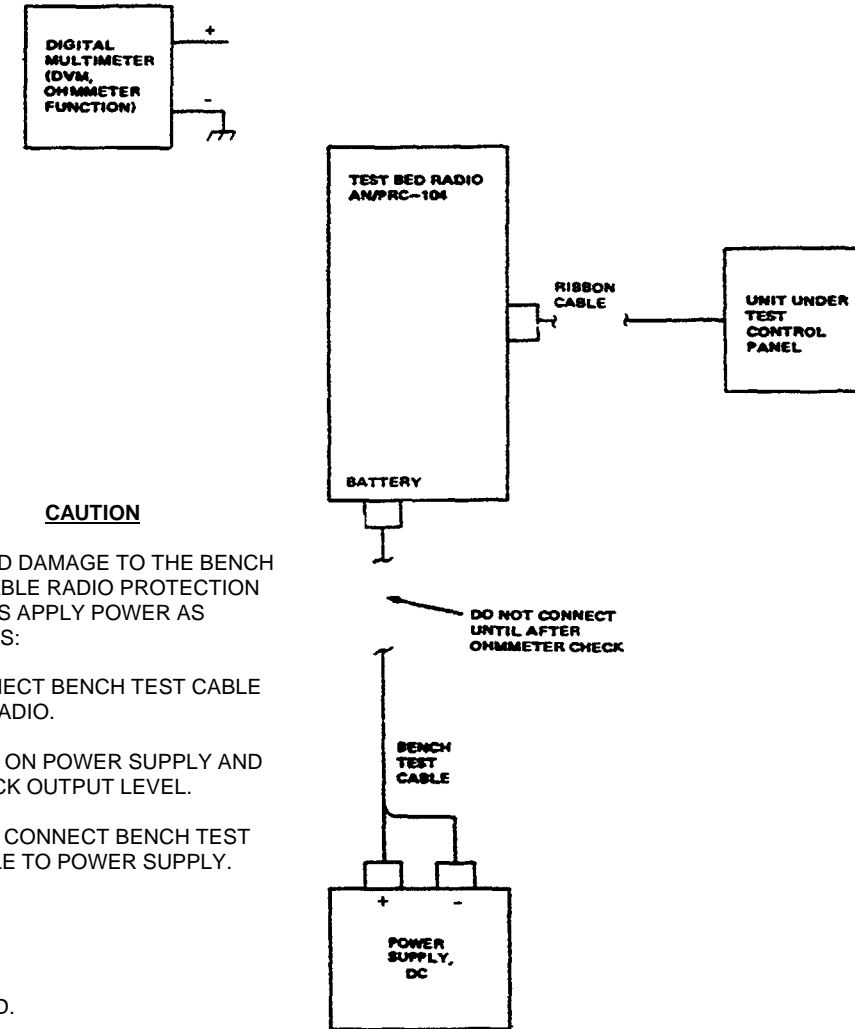 DIGITAL
MULTIMETER
(DVM,
OHMMETER
FUNCTION)
+
-
TEST BED RADIO
AN/PRC-104
RIBBON
CABLE
UNIT UNDER
TEST
CONTROL
PANEL
BATTERY
CAUTION
D DAMAGE TO THE BENCH
ABLE RADIO PROTECTION
S APPLY POWER AS
S:
NECT BENCH TEST CABLE
ADIO.
ON POWER SUPPLY AND
CK OUTPUT LEVEL.
CONNECT BENCH TEST
LE TO POWER SUPPLY.
D.
DO NOT CONNECT
UNTIL AFTER
OHMMETER CHECK
BENCH
TEST
CABLE
+ -
POWER
SUPPLY,
DC